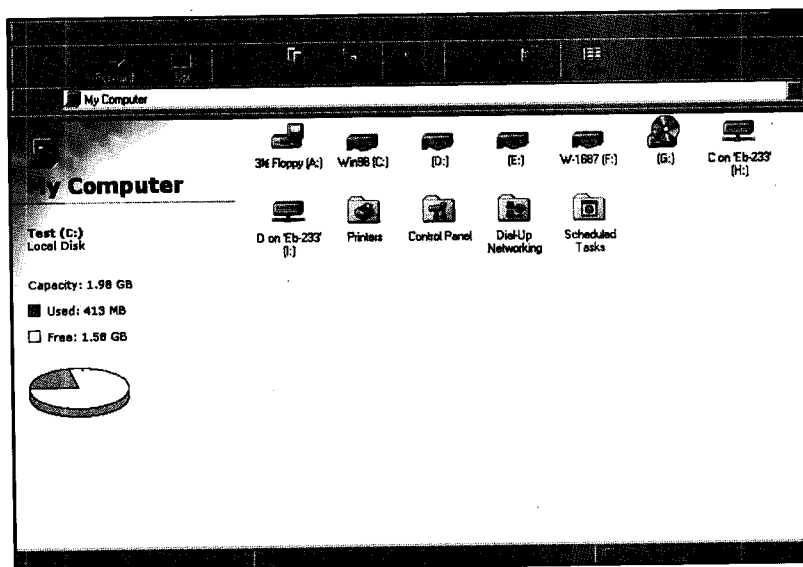 My Computer
3½ Floppy (A:)
Win98 (C:)
(D:)
(E:)
W-1687 (F:)
(G:)
C on 'Eb-233'
(H:)
My Computer
D on 'Eb-233'
(I:)
Printers
Control Panel
Dial-Up
Networking
Scheduled
Tasks
Test (C:)
Local Disk
Capacity: 1.98 GB
Used: 413 MB
Free: 1.58 GB